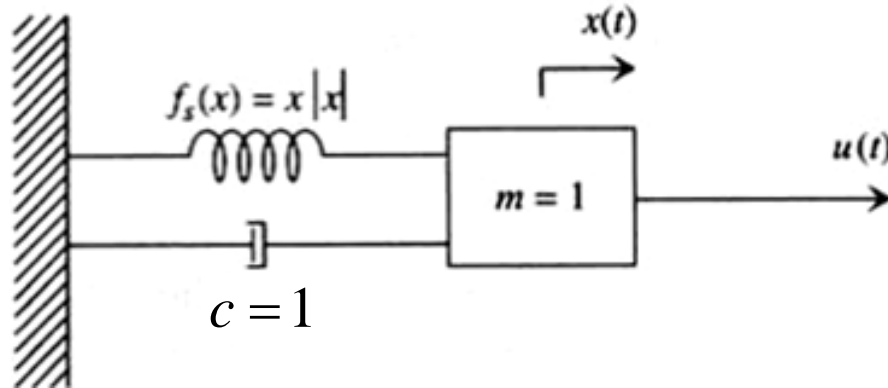 x(t)
f_s(x) = x |x|
u(t)
m = 1
c = 1